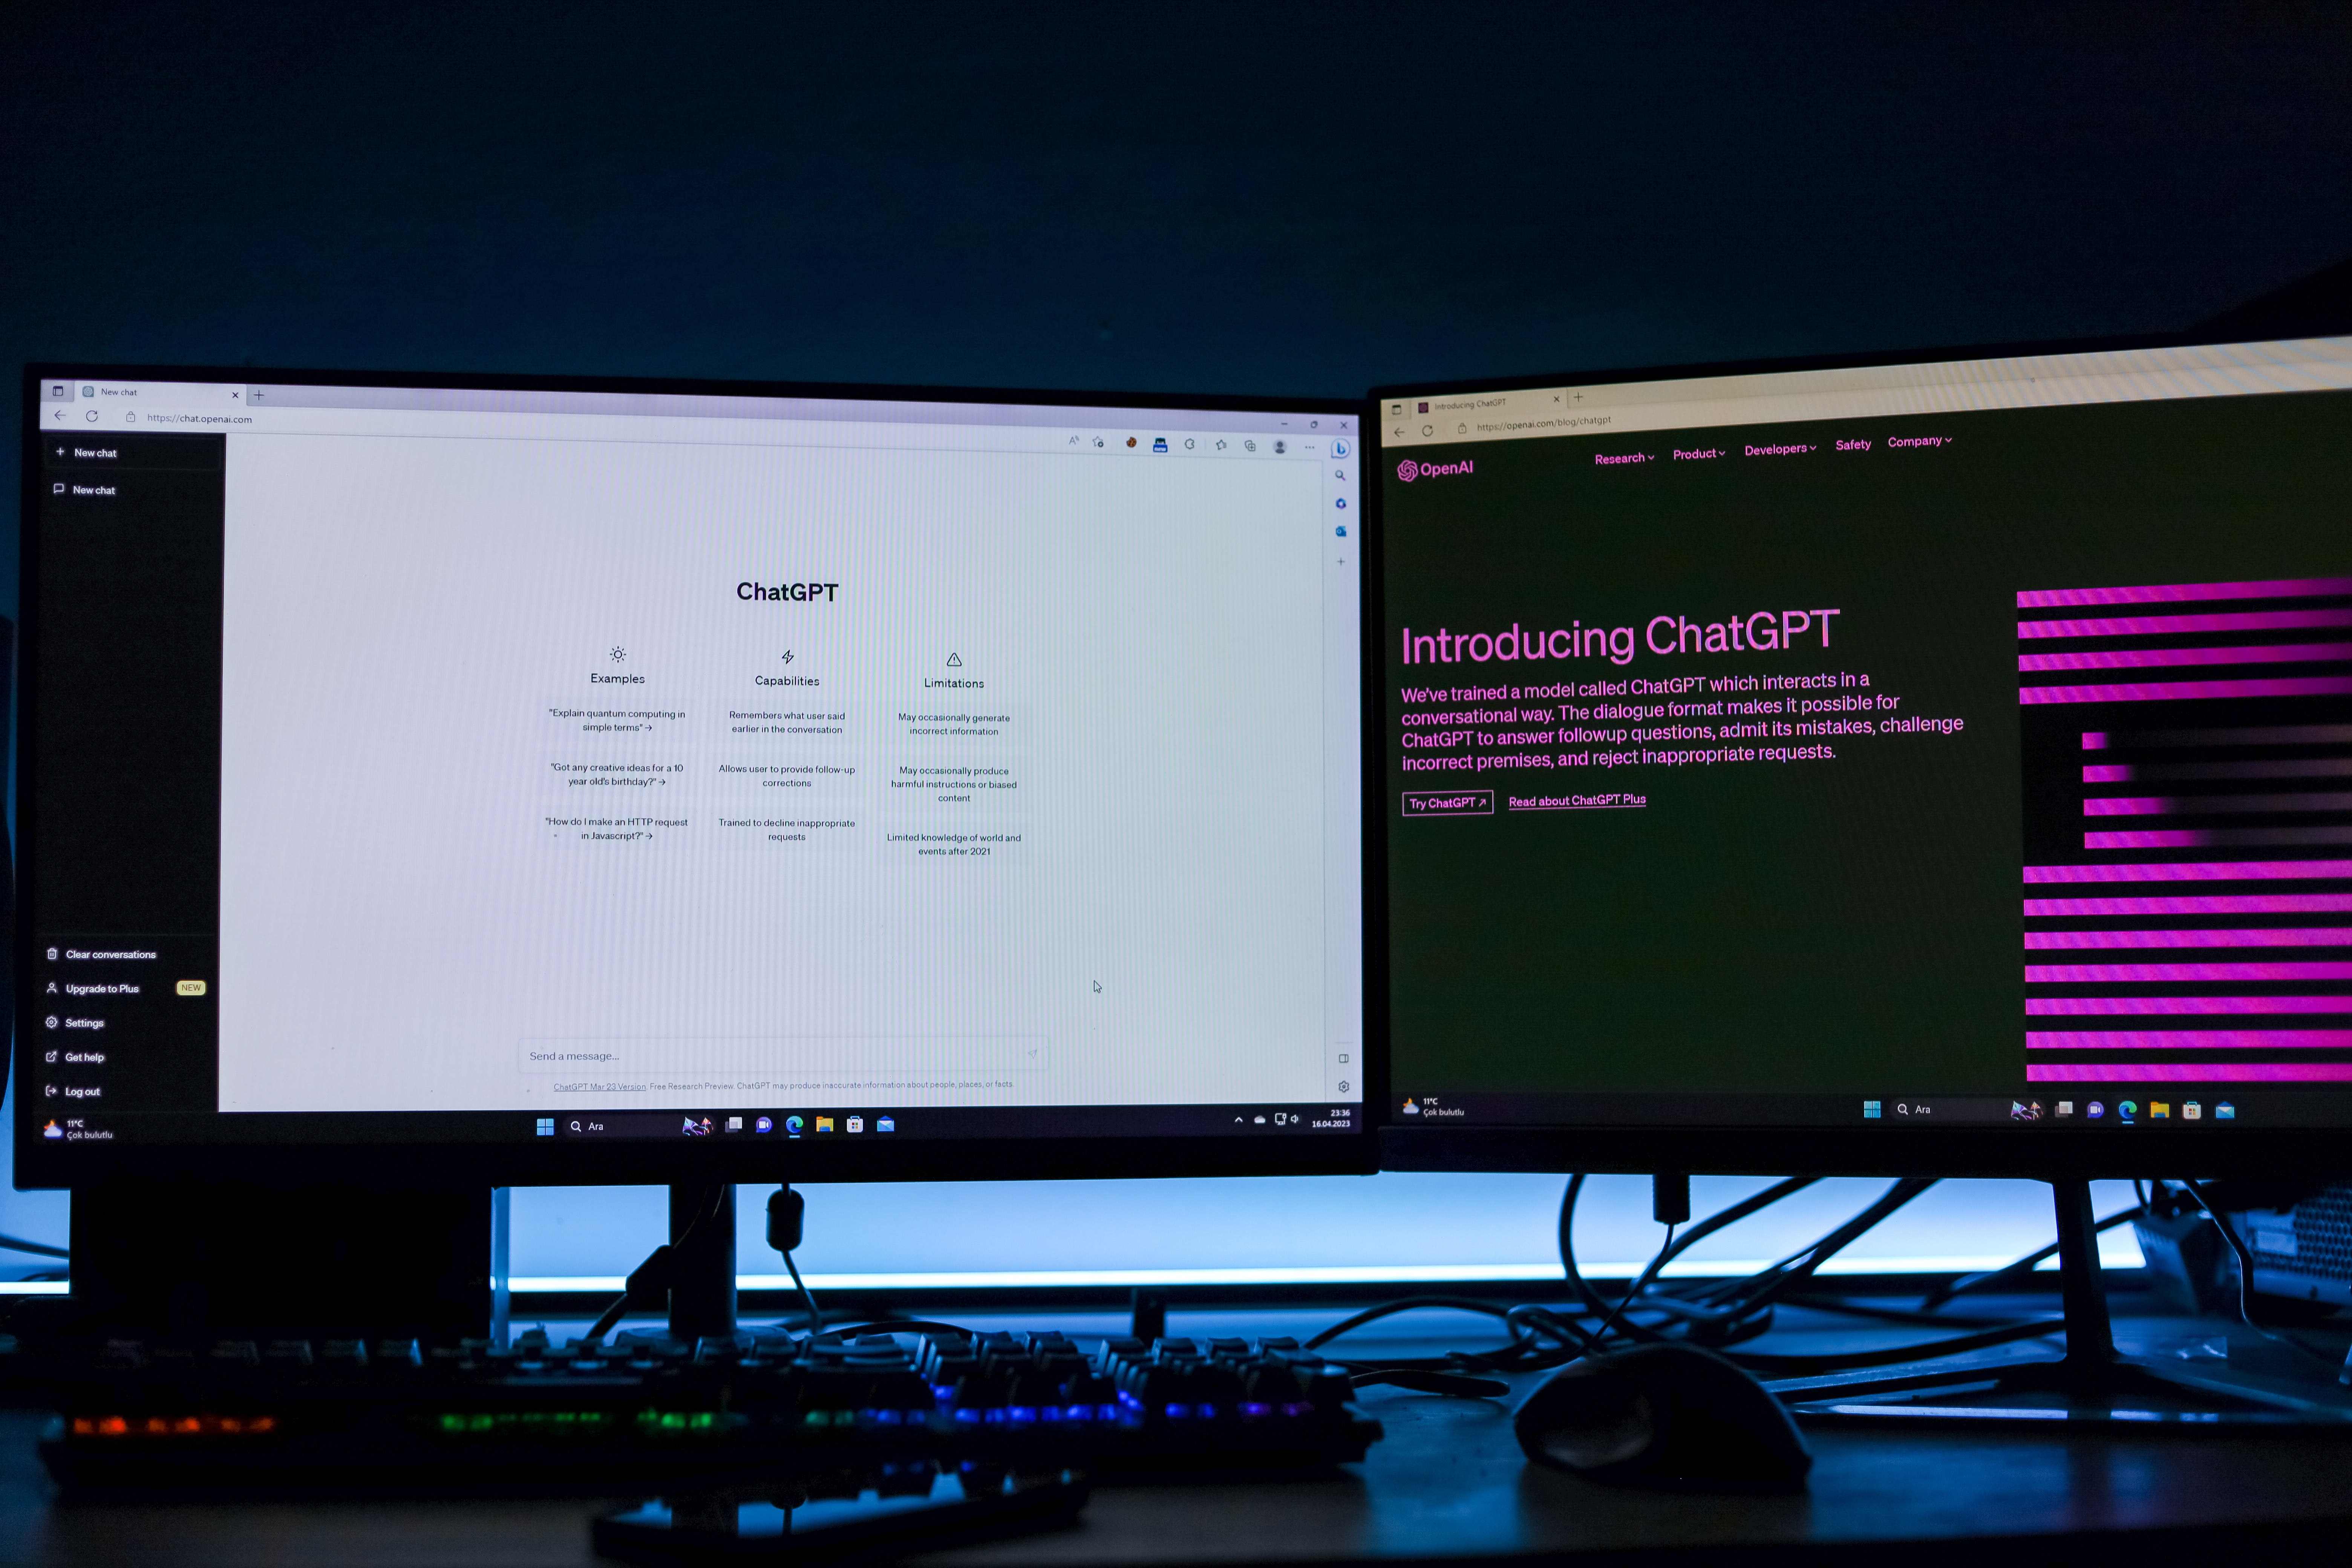 New chat
https://chat.openai.com
New chat
New chat
ChatGPT
Examples
"Explain quantum computing in
simple terms" →
"Got any creative ideas for a 10
year old's birthday?" →
"How do I make an HTTP request
in Javascript?" →
Capabilities
Remembers what user said
earlier in the conversation
Allows user to provide follow-up
corrections
Trained to decline inappropriate
requests
Limitations
May occasionally generate
incorrect information
May occasionally produce
harmful instructions or biased
content
Limited knowledge of world and
events after 2021
Clear conversations
Upgrade to Plus NEW
Settings
Get help
Log out
Send a message...
ChatGPT Mar 23 Version. Free Research Preview. ChatGPT may produce inaccurate information about people, places, or facts.
11°C
Çok bulutlu
Ara
23:36
16.04.2023
Introducing ChatGPT
https://openai.com/blog/chatgpt
OpenAI
Research Product Developers Safety Company
Introducing ChatGPT
We've trained a model called ChatGPT which interacts in a
conversational way. The dialogue format makes it possible for
ChatGPT to answer followup questions, admit its mistakes, challenge
incorrect premises, and reject inappropriate requests.
Try ChatGPT ↗ Read about ChatGPT Plus
11°C
Çok bulutlu
Ara